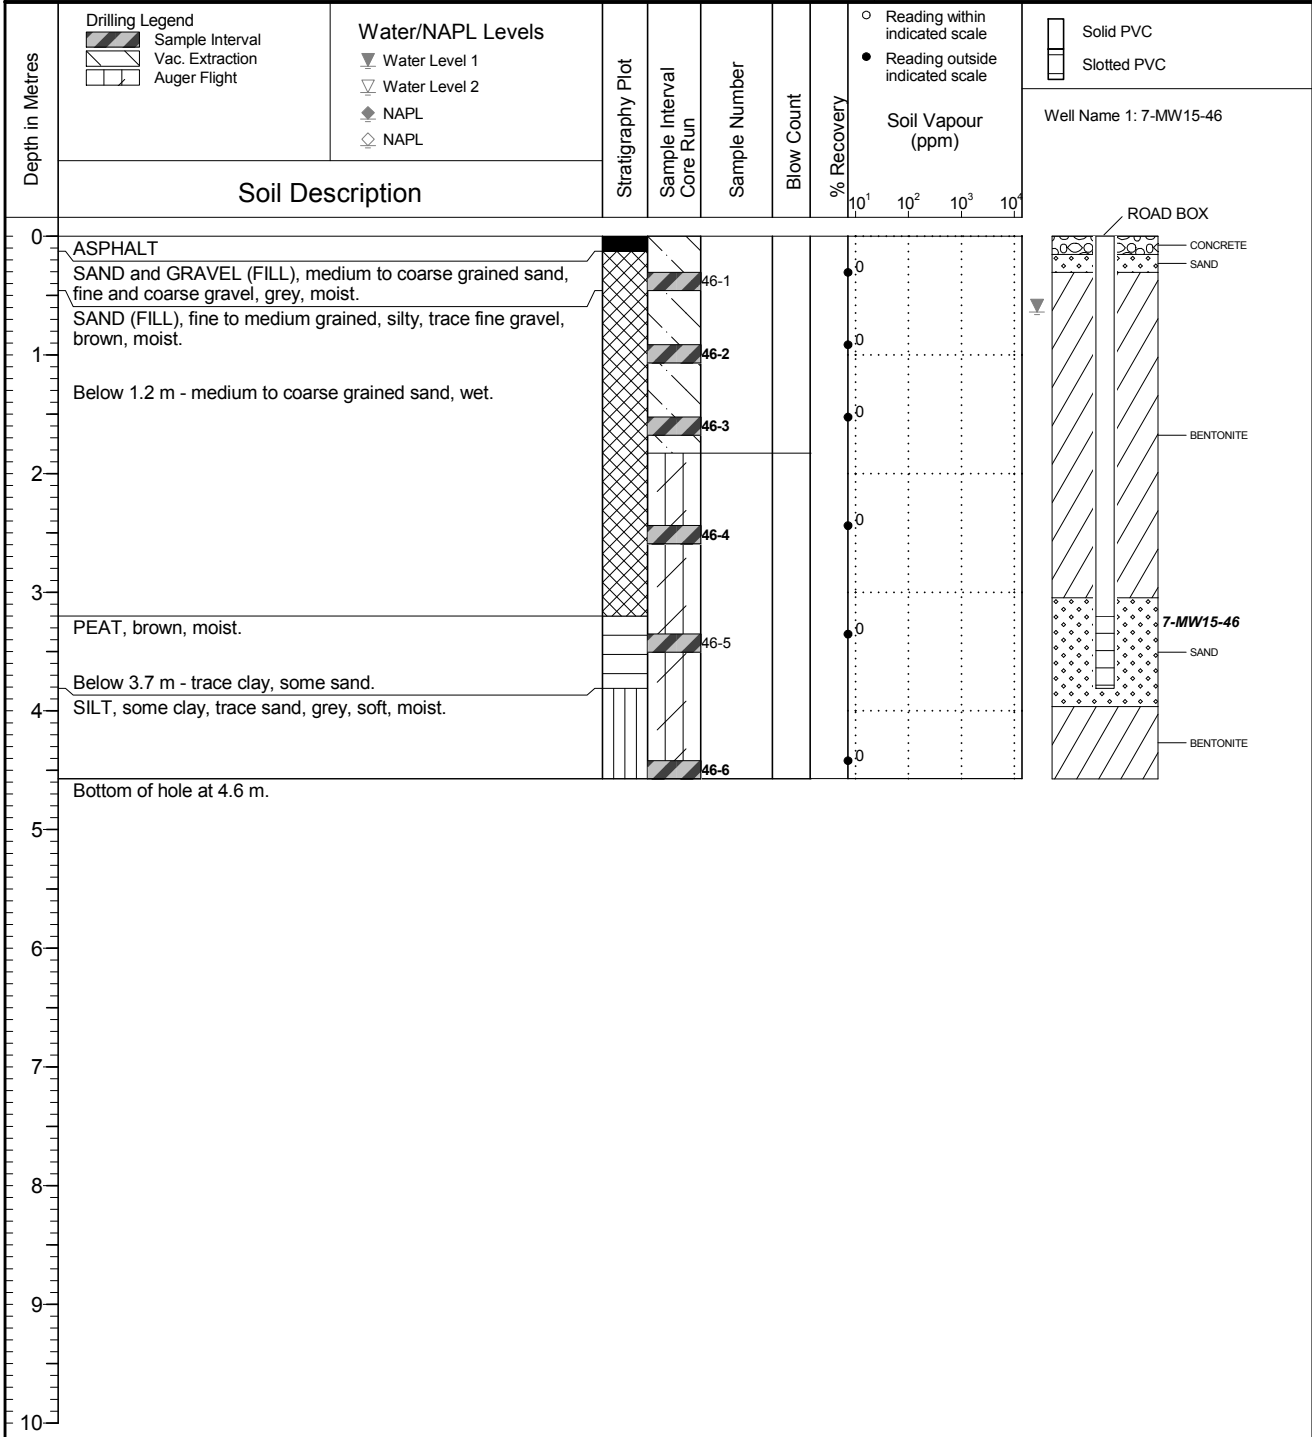 Depth in Metres
Drilling Legend
Sample Interval
Vac. Extraction
Auger Flight
Water/NAPL Levels
Water Level 1
Water Level 2
NAPL
NAPL
Soil Description
Stratigraphy Plot
Sample Interval
Core Run
Sample Number
Blow Count
% Recovery
Reading within
indicated scale
Reading outside
indicated scale
Soil Vapour
(ppm)
10¹ 10² 10³ 10⁴
Solid PVC
Slotted PVC
Well Name 1: 7-MW15-46
ROAD BOX
0
ASPHALT
CONCRETE
SAND and GRAVEL (FILL), medium to coarse grained sand,
fine and coarse gravel, grey, moist.
46-1
0
SAND
SAND (FILL), fine to medium grained, silty, trace fine gravel,
brown, moist.
1
46-2
0
Below 1.2 m - medium to coarse grained sand, wet.
46-3
0
BENTONITE
2
46-4
0
3
PEAT, brown, moist.
46-5
0
7-MW15-46
SAND
Below 3.7 m - trace clay, some sand.
4
SILT, some clay, trace sand, grey, soft, moist.
BENTONITE
46-6
0
Bottom of hole at 4.6 m.
5
6
7
8
9
10